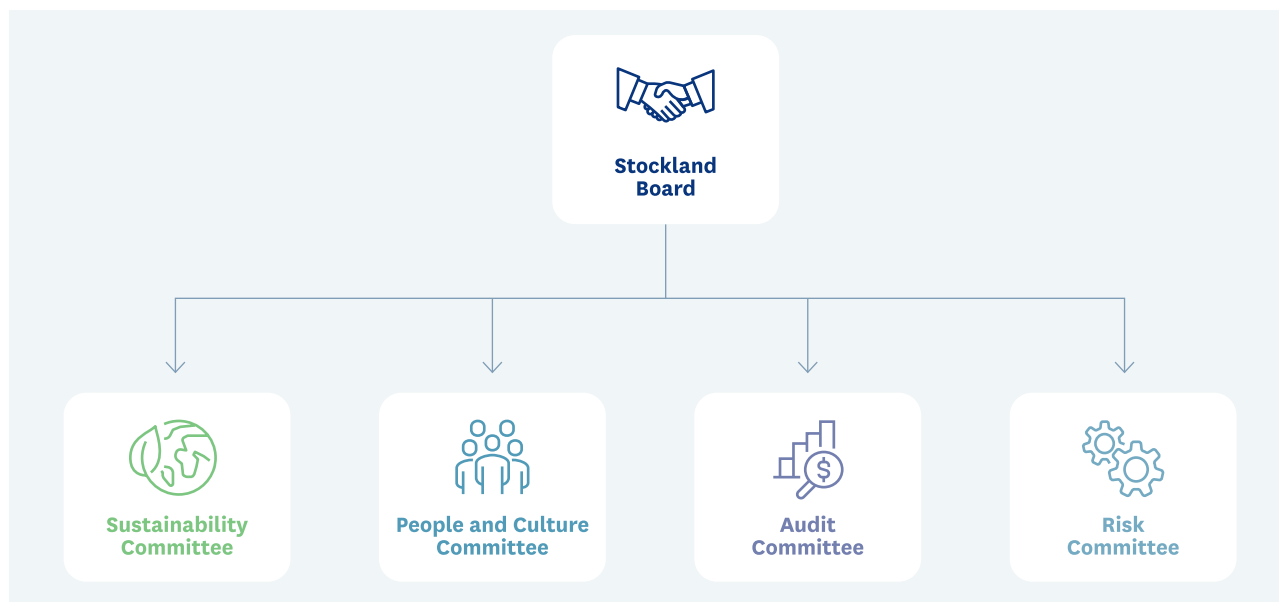 Stockland
Board
Sustainability
Committee
People and Culture
Committee
Audit
Committee
Risk
Committee